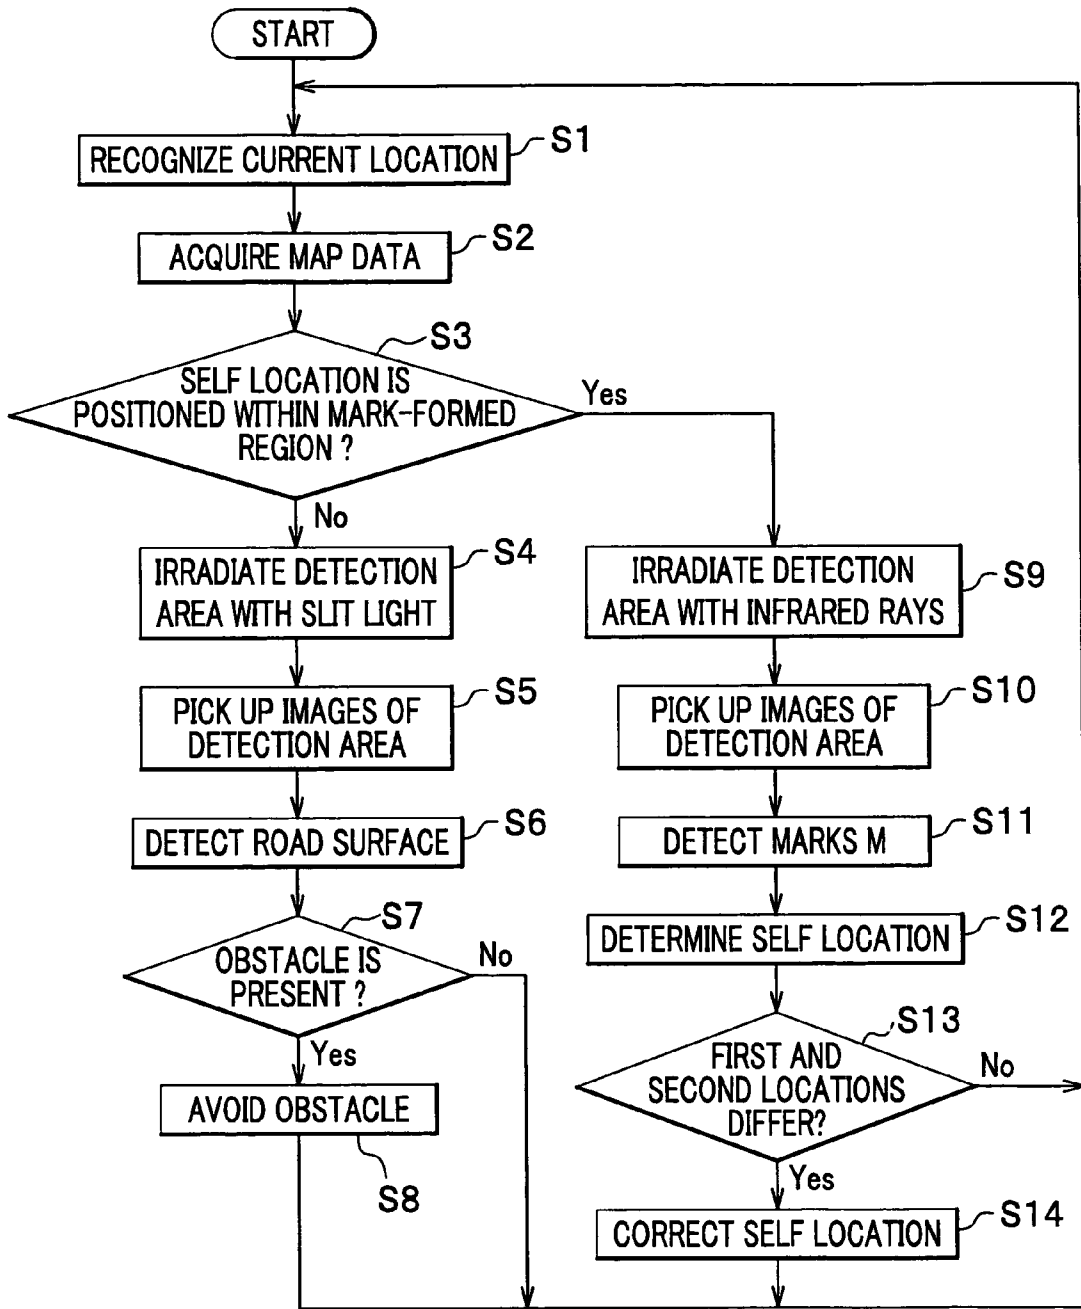 START
RECOGNIZE CURRENT LOCATION
S1
ACQUIRE MAP DATA
S2
S3
SELF LOCATION IS
POSITIONED WITHIN MARK-FORMED
REGION ?
Yes
No
IRRADIATE DETECTION
AREA WITH SLIT LIGHT
S4
PICK UP IMAGES OF
DETECTION AREA
S5
DETECT ROAD SURFACE
S6
S7
OBSTACLE IS
PRESENT ?
No
Yes
AVOID OBSTACLE
S8
IRRADIATE DETECTION
AREA WITH INFRARED RAYS
S9
PICK UP IMAGES OF
DETECTION AREA
S10
DETECT MARKS M
S11
DETERMINE SELF LOCATION
S12
S13
FIRST AND
SECOND LOCATIONS
DIFFER?
No
Yes
CORRECT SELF LOCATION
S14